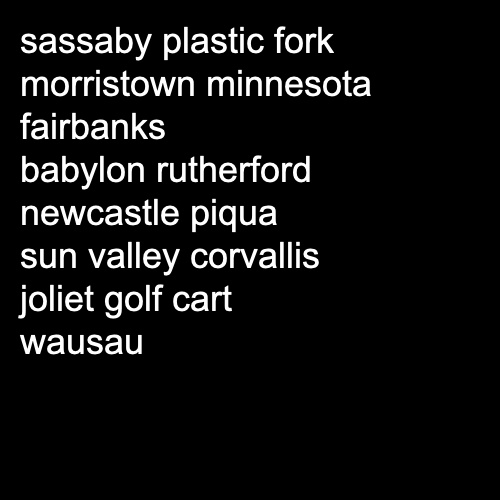 sassaby plastic fork
morristown minnesota
fairbanks
babylon rutherford
newcastle piqua
sun valley corvallis
joliet golf cart
wausau